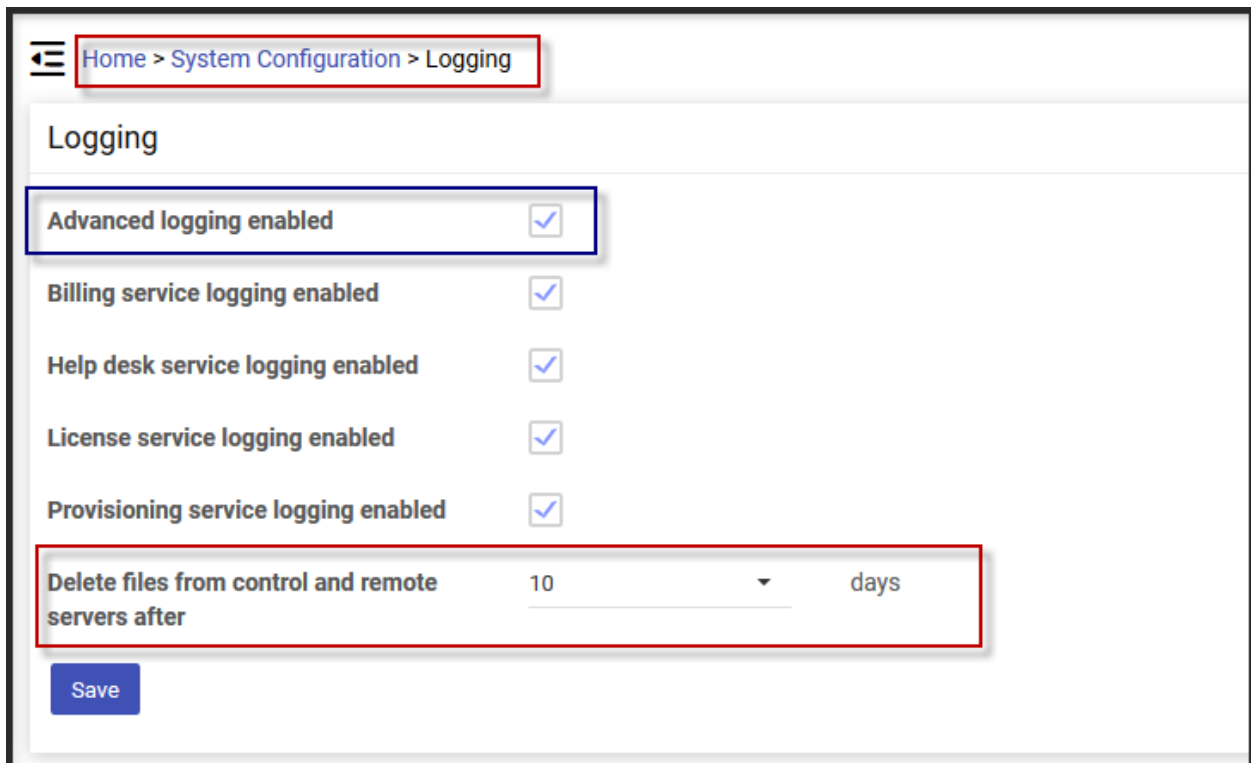 Home > System Configuration > Logging
Logging
Advanced logging enabled
Billing service logging enabled
Help desk service logging enabled
License service logging enabled
Provisioning service logging enabled
Delete files from control and remote 10 days
servers after
Save